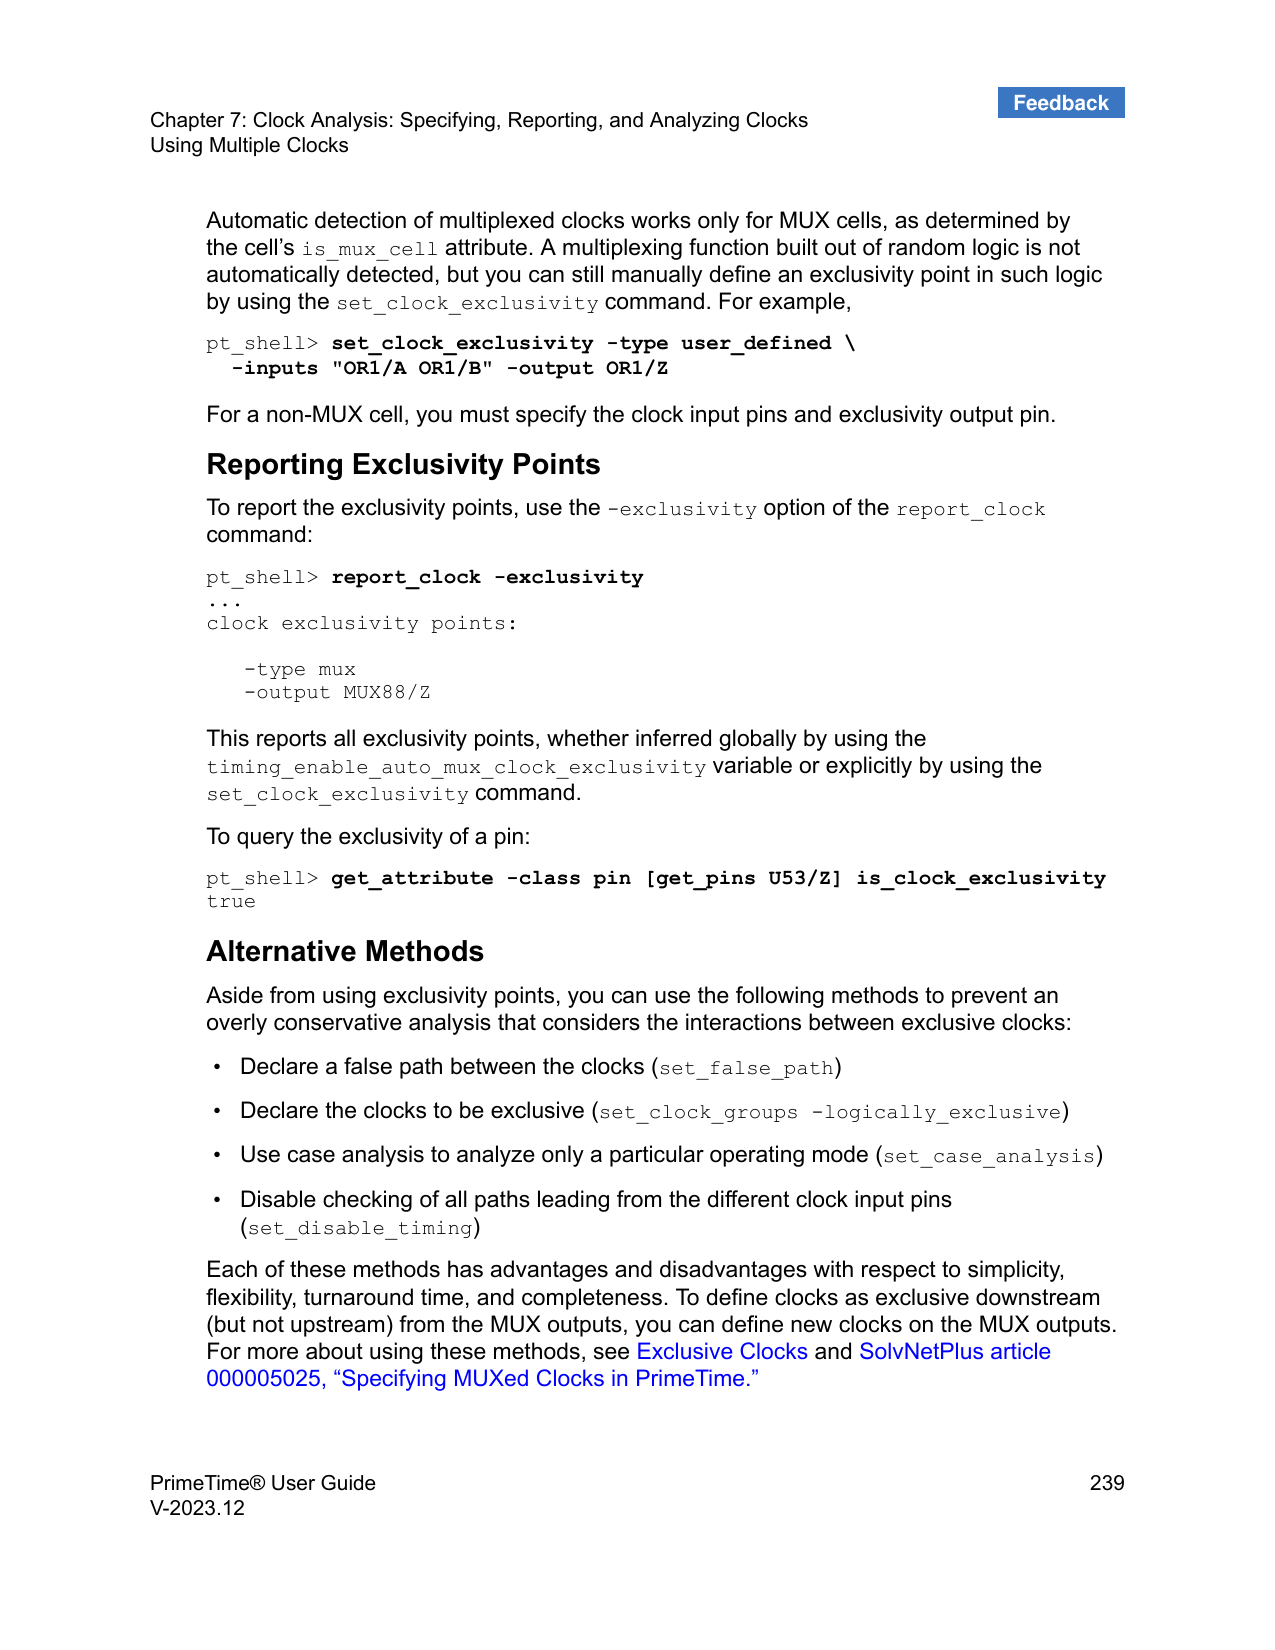 Feedback
Chapter 7: Clock Analysis: Specifying, Reporting, and Analyzing Clocks
Using Multiple Clocks
Automatic detection of multiplexed clocks works only for MUX cells, as determined by
the cell’s is_mux_cell attribute. A multiplexing function built out of random logic is not
automatically detected, but you can still manually define an exclusivity point in such logic
by using the set_clock_exclusivity command. For example,
pt_shell> set_clock_exclusivity -type user_defined \
-inputs "OR1/A OR1/B" -output OR1/Z
For a non-MUX cell, you must specify the clock input pins and exclusivity output pin.
Reporting Exclusivity Points
To report the exclusivity points, use the -exclusivity option of the report_clock
command:
pt_shell> report_clock -exclusivity
...
clock exclusivity points:
-type mux
-output MUX88/Z
This reports all exclusivity points, whether inferred globally by using the
timing_enable_auto_mux_clock_exclusivity variable or explicitly by using the
set_clock_exclusivity command.
To query the exclusivity of a pin:
pt_shell> get_attribute -class pin [get_pins U53/Z] is_clock_exclusivity
true
Alternative Methods
Aside from using exclusivity points, you can use the following methods to prevent an
overly conservative analysis that considers the interactions between exclusive clocks:
• Declare a false path between the clocks (set_false_path)
• Declare the clocks to be exclusive (set_clock_groups -logically_exclusive)
• Use case analysis to analyze only a particular operating mode (set_case_analysis)
• Disable checking of all paths leading from the different clock input pins
(set_disable_timing)
Each of these methods has advantages and disadvantages with respect to simplicity,
flexibility, turnaround time, and completeness. To define clocks as exclusive downstream
(but not upstream) from the MUX outputs, you can define new clocks on the MUX outputs.
For more about using these methods, see Exclusive Clocks and SolvNetPlus article
000005025, “Specifying MUXed Clocks in PrimeTime.”
PrimeTime® User Guide
239
V-2023.12